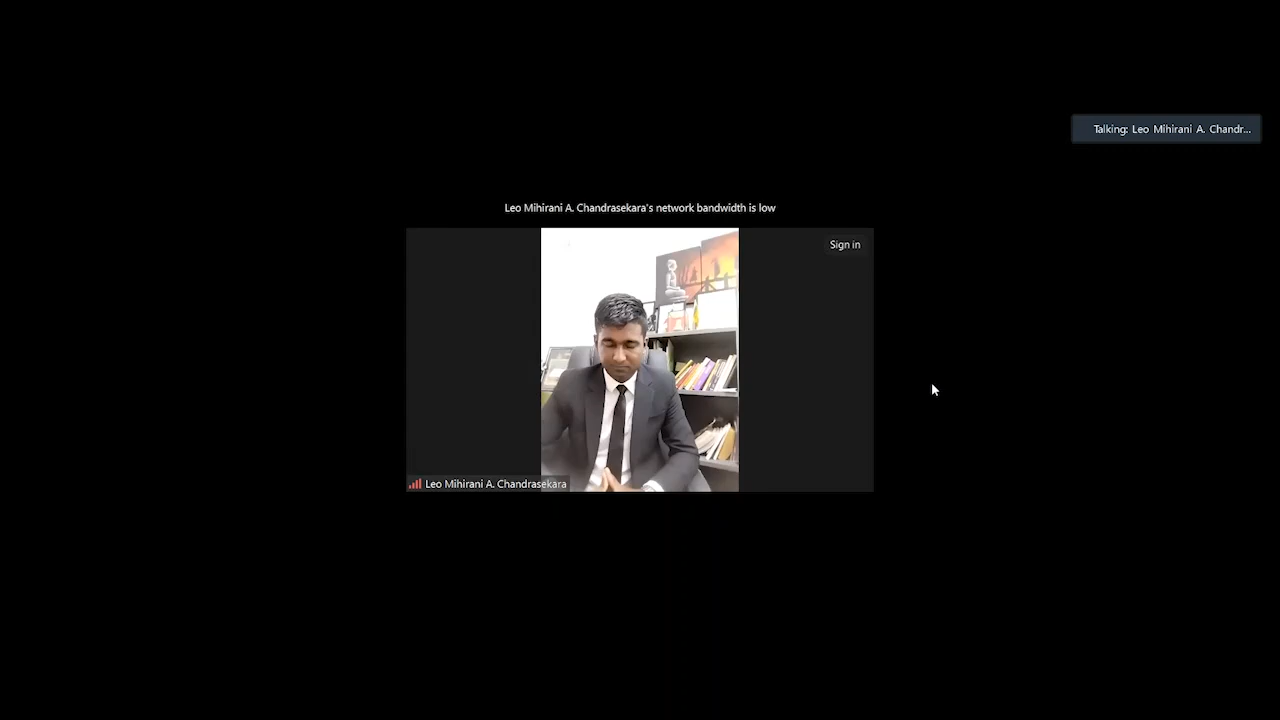 Talking: Leo Mihirani A. Chandr...
Leo Mihirani A. Chandrasekara's network bandwidth is low
Sign in
Leo Mihirani A. Chandrasekara